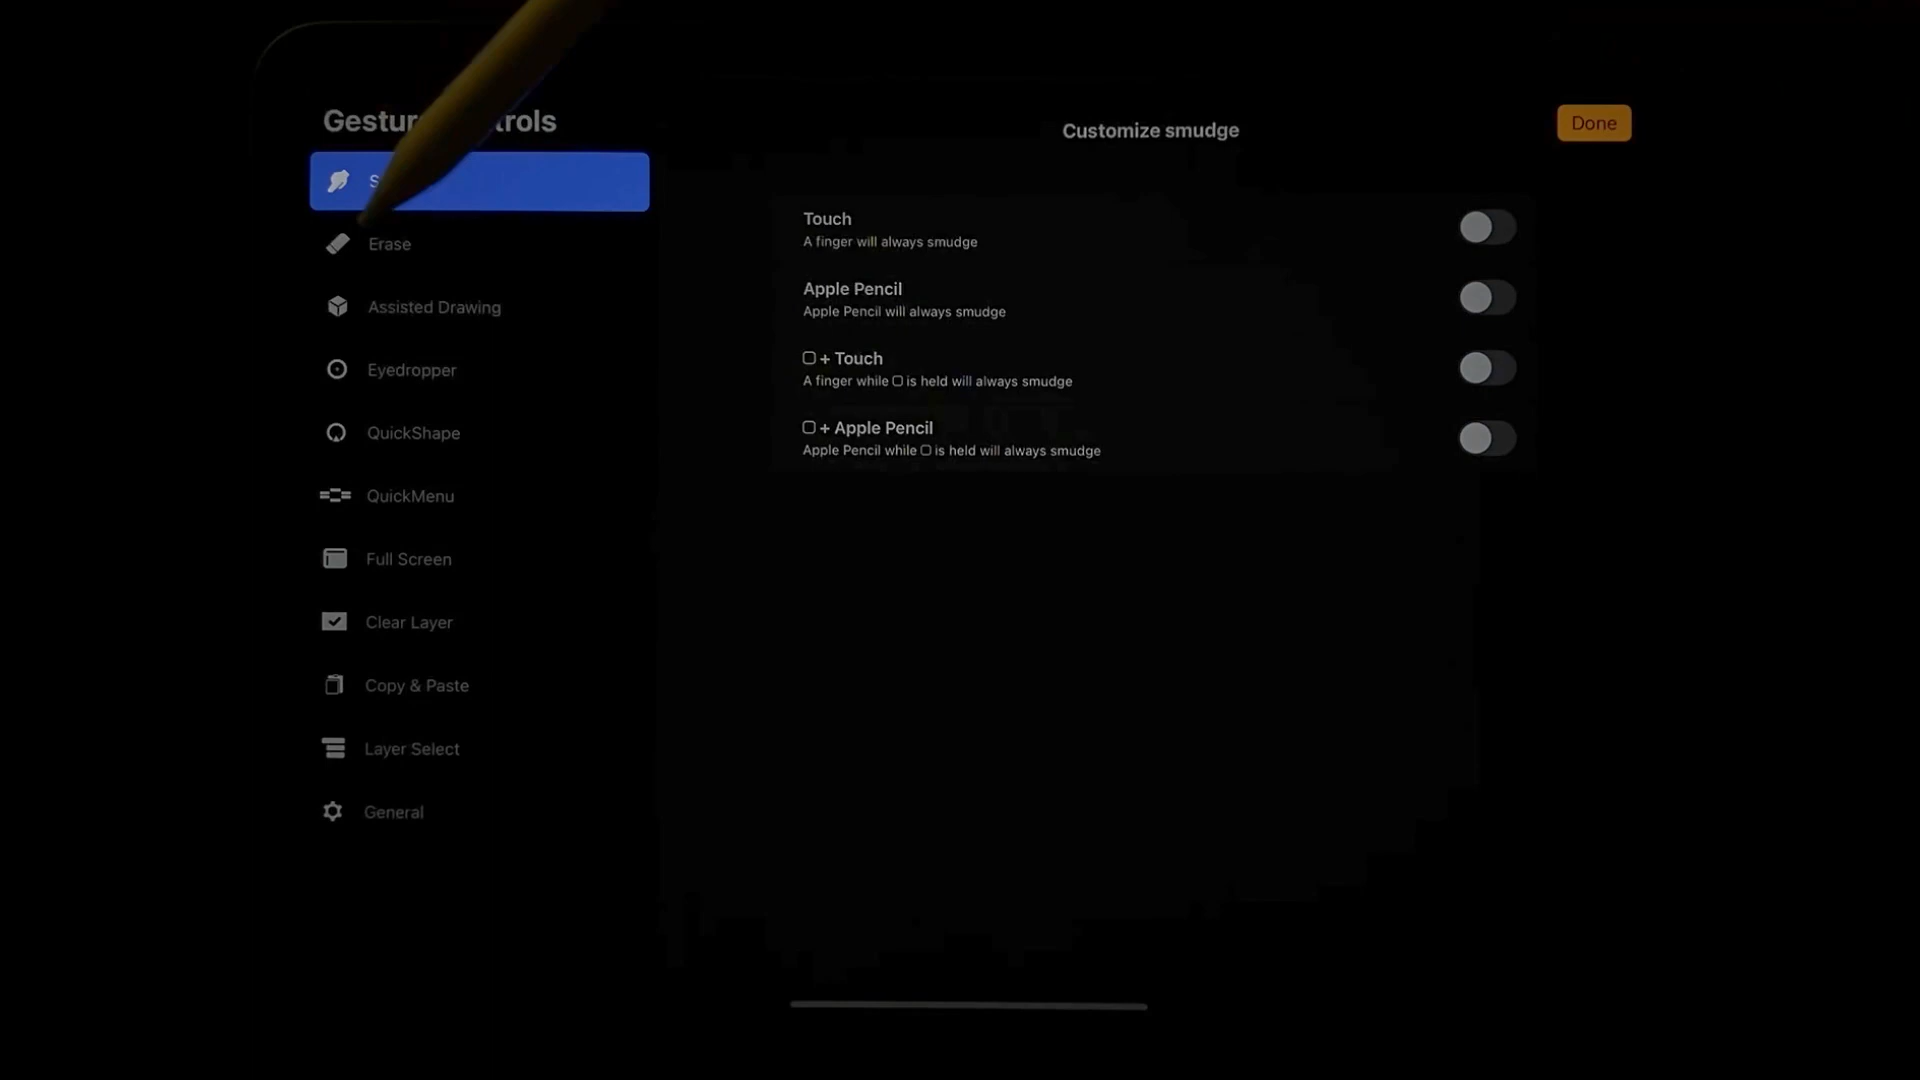 Customize smudge
Done
Touch
A finger will always smudge
Apple Pencil
Apple Pencil will always smudge
+ Touch
A finger while is held will always smudge
+ Apple Pencil
Apple Pencil while is held will always smudge
Erase
Assisted Drawing
Eyedropper
QuickShape
QuickMenu
Full Screen
Clear Layer
Copy & Paste
Layer Select
General